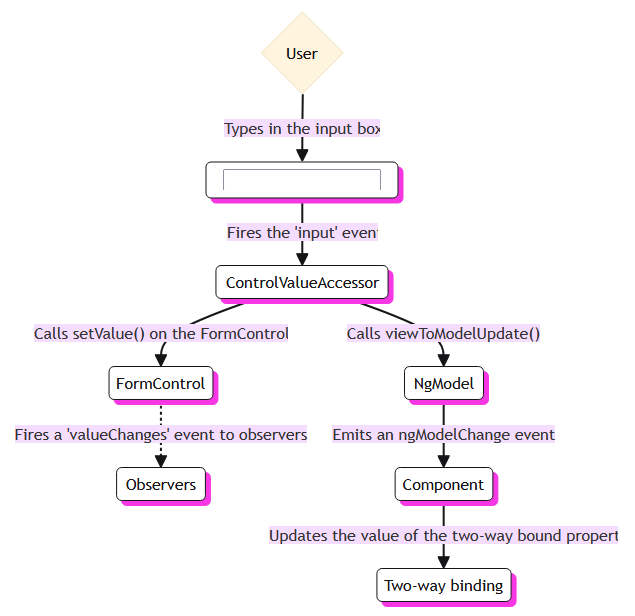 User
Types in the input box
Fires the 'input' event
ControlValueAccessor
Calls setValue() on the FormControl
Calls viewToModelUpdate()
FormControl
NgModel
Fires a 'valueChanges' event to observers
Emits an ngModelChange event
Observers
Component
Updates the value of the two-way bound propert
Two-way binding